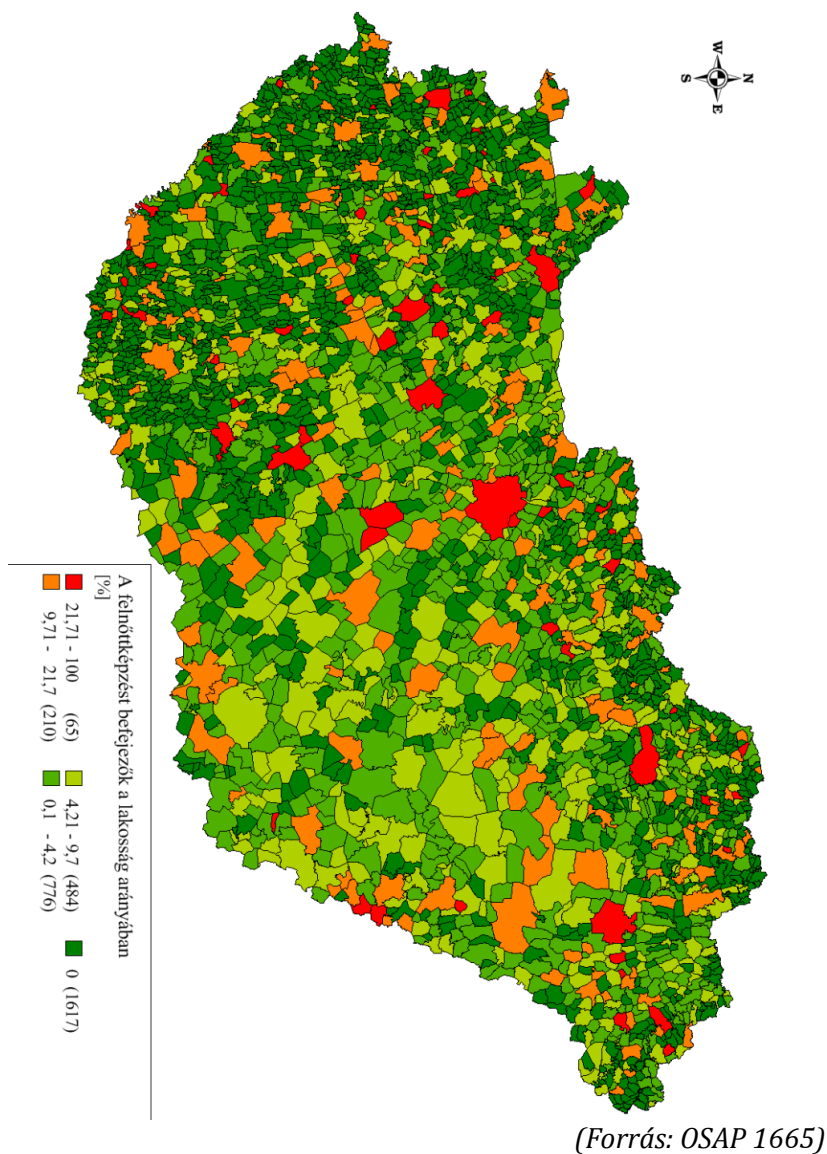 N
W E
S
A felnőttképzést befejezők a lakosság arányában
[%]
21,71 - 100 (65) 4,21 - 9,7 (484) 0 (1617)
9,71 - 21,7 (210) 0,1 - 4,2 (776)
(Forrás: OSAP 1665)